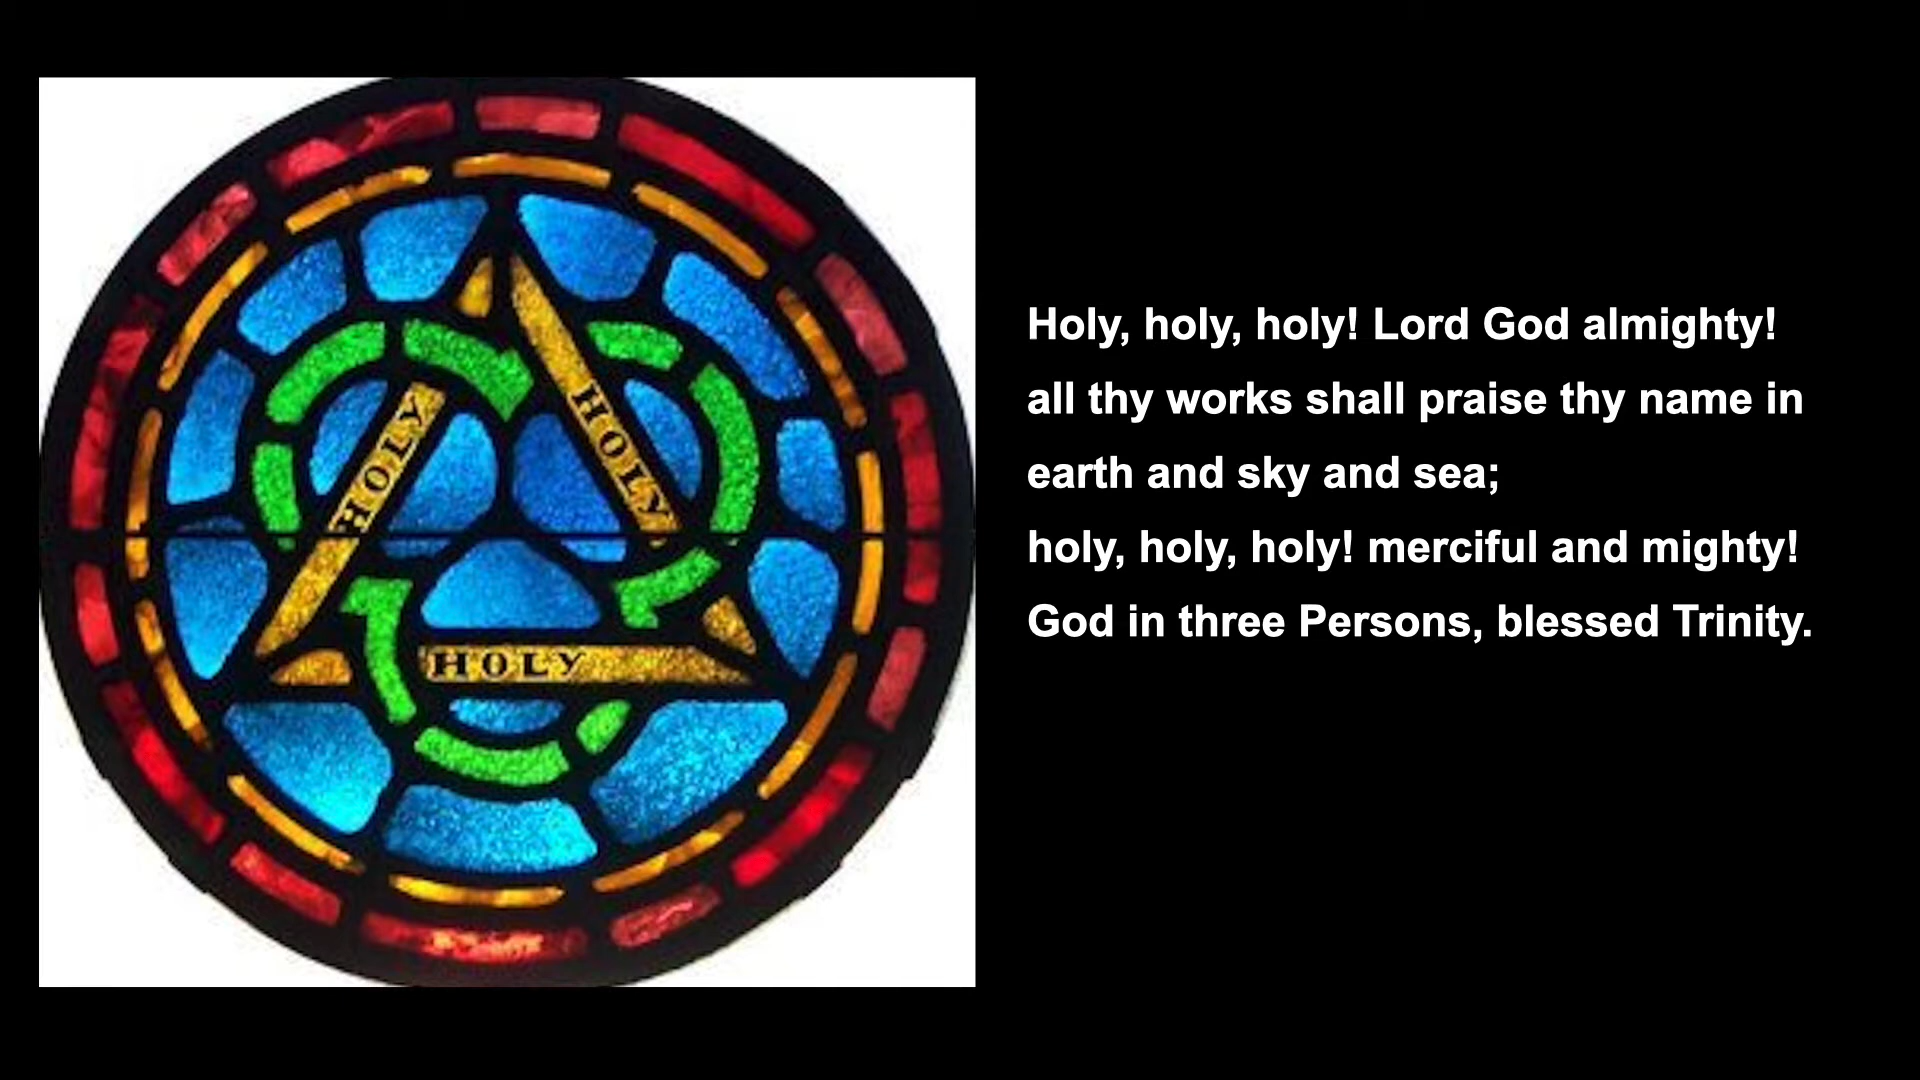 HOLY
HOLY
HOLY
Holy, holy, holy! Lord God almighty!
all thy works shall praise thy name in
earth and sky and sea;
holy, holy, holy! merciful and mighty!
God in three Persons, blessed Trinity.